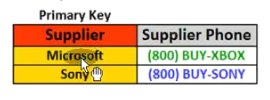 Primary Key
Supplier Supplier Phone
Microsoft (800) BUY-XBOX
Sony (800) BUY-SONY